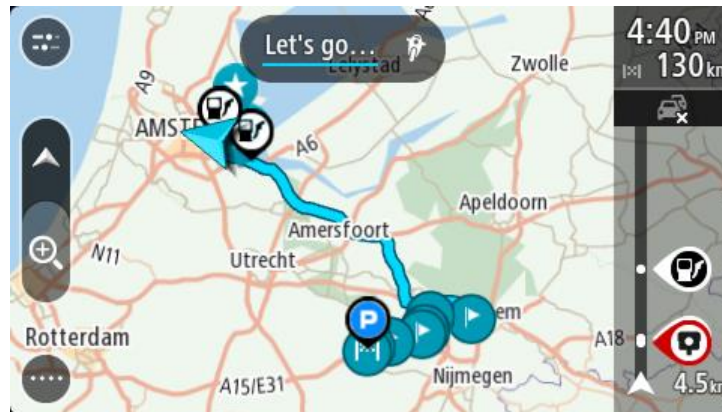 Let's go...
4:40 PM
130 km
Lelystad
Zwolle
A9
AMST
A6
Apeldoorn
Amersfoort
N11
Utrecht
em
P
Rotterdam
A18
A15/E31
Nijmegen
4.5 km